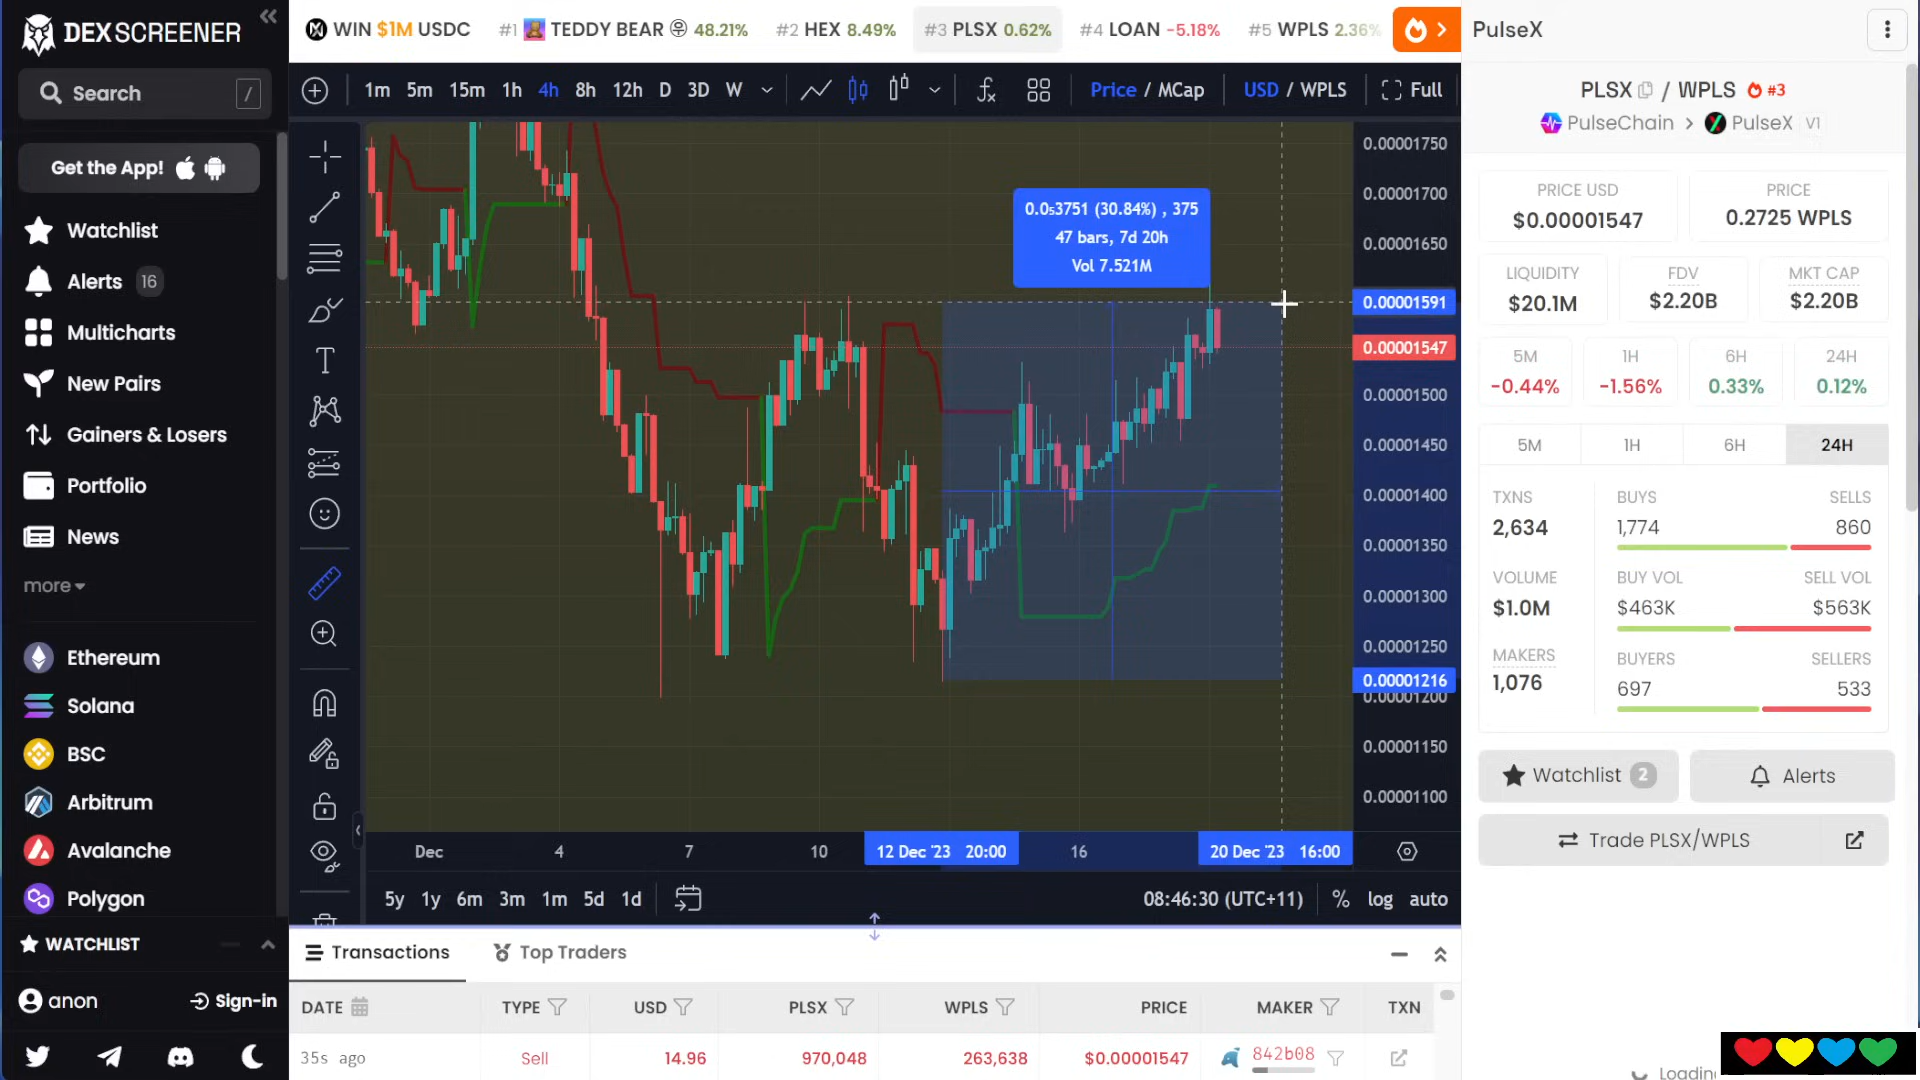 DEX SCREENER
Search /
Get the App!
Watchlist
Alerts 16
Multicharts
New Pairs
Gainers & Losers
Portfolio
News
more
Ethereum
Solana
BSC
Arbitrum
Avalanche
Polygon
WATCHLIST
anon Sign-in
WIN $1M USDC #1 TEDDY BEAR 48.21% #2 HEX 8.49% #3 PLSX 0.62% #4 LOAN -5.18% #5 WPLS 2.36%
1m 5m 15m 1h 4h 8h 12h D 3D W Price / MCap USD / WPLS Full
0.0₅3751 (30.84%) , 375
47 bars, 7d 20h
Vol 7.521M
0.00001750
0.00001700
0.00001650
0.00001591
0.00001547
0.00001500
0.00001450
0.00001400
0.00001350
0.00001300
0.00001250
0.00001216
0.00001200
0.00001150
0.00001100
Dec 4 7 10 12 Dec '23 20:00 16 20 Dec '23 16:00
5y 1y 6m 3m 1m 5d 1d 08:46:30 (UTC+11) % log auto
Transactions Top Traders
DATE TYPE USD PLSX WPLS PRICE MAKER TXN
35s ago Sell 14.96 970,048 263,638 $0.00001547 842b08
PulseX
PLSX / WPLS #3
PulseChain > PulseX V1
PRICE USD PRICE
$0.00001547 0.2725 WPLS
LIQUIDITY FDV MKT CAP
$20.1M $2.20B $2.20B
5M 1H 6H 24H
-0.44% -1.56% 0.33% 0.12%
5M 1H 6H 24H
TXNS BUYS SELLS
2,634 1,774 860
VOLUME BUY VOL SELL VOL
$1.0M $463K $563K
MAKERS BUYERS SELLERS
1,076 697 533
Watchlist 2 Alerts
Trade PLSX/WPLS